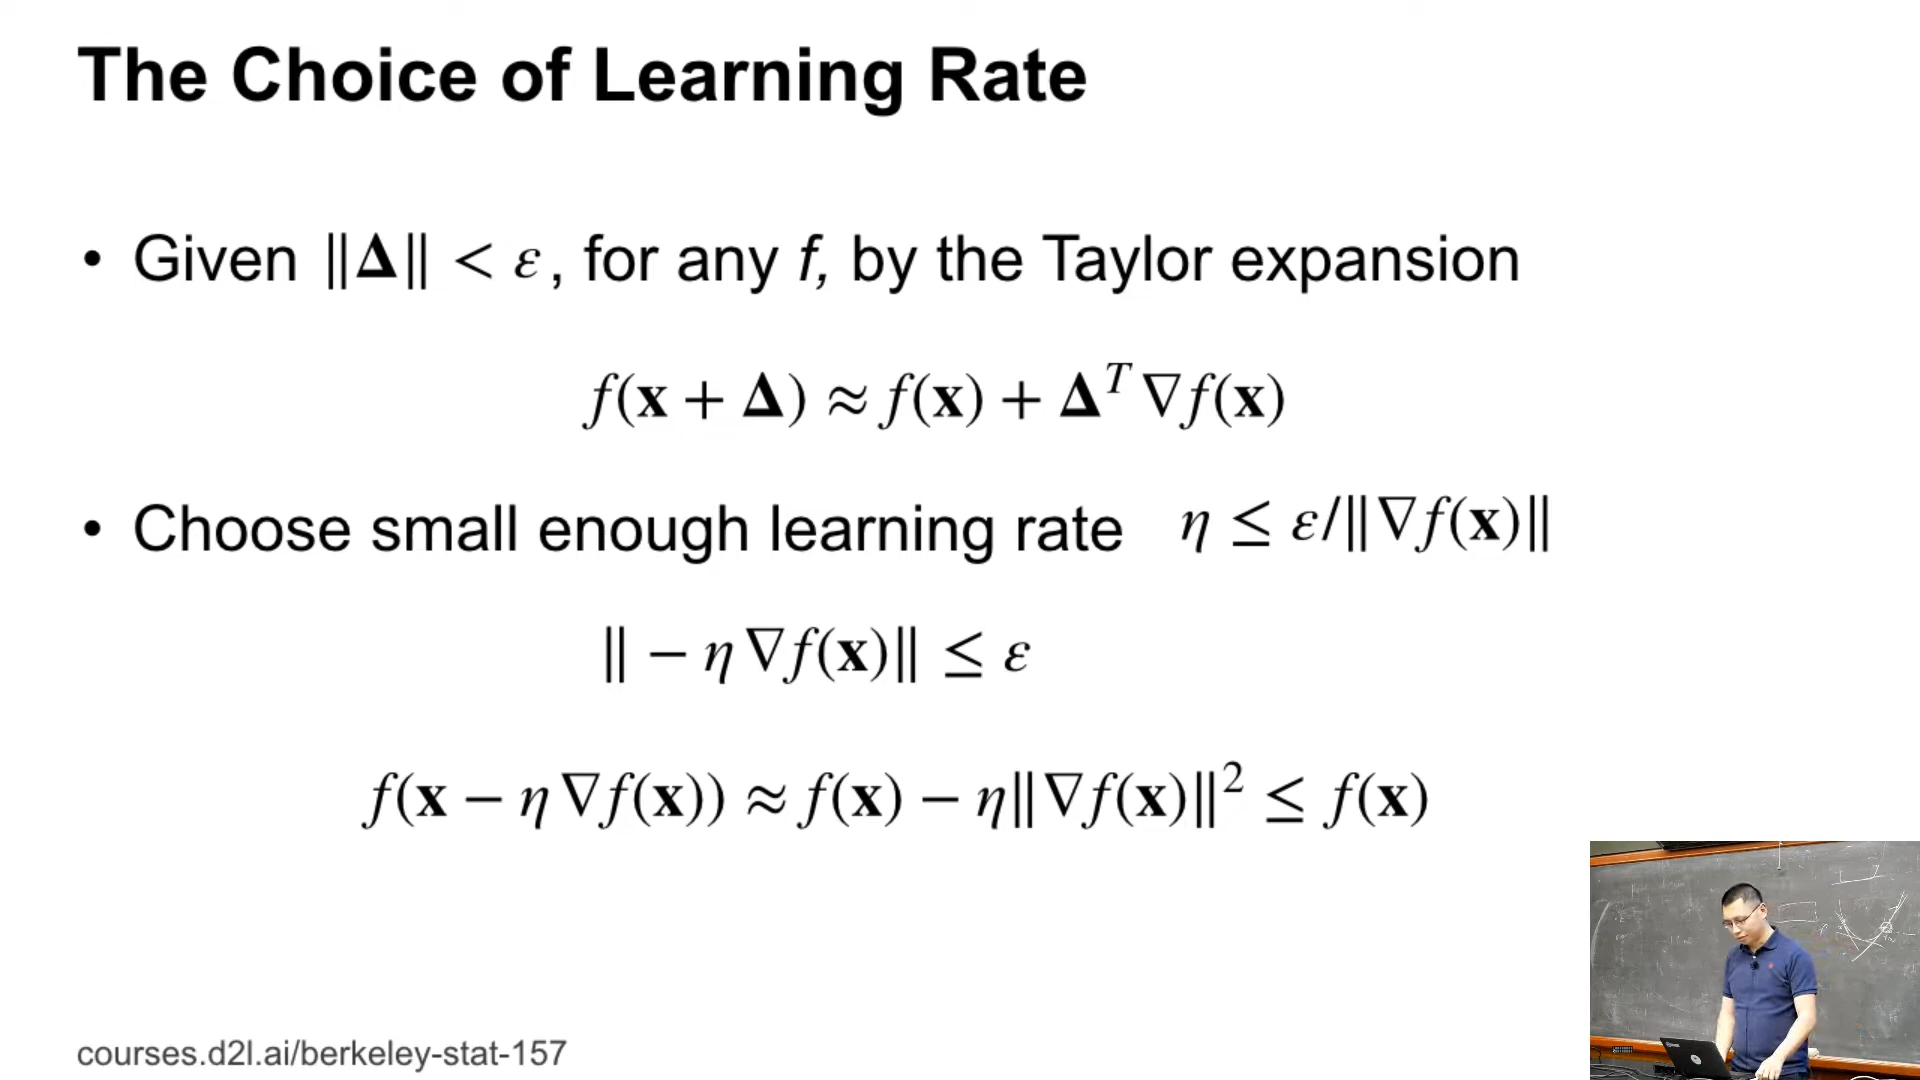 The Choice of Learning Rate
• Given ‖Δ‖ < ε, for any f, by the Taylor expansion
f(x + Δ) ≈ f(x) + Δ^T ∇f(x)
• Choose small enough learning rate η ≤ ε/‖∇f(x)‖
‖ − η ∇f(x)‖ ≤ ε
f(x − η ∇f(x)) ≈ f(x) − η‖∇f(x)‖² ≤ f(x)
courses.d2l.ai/berkeley-stat-157